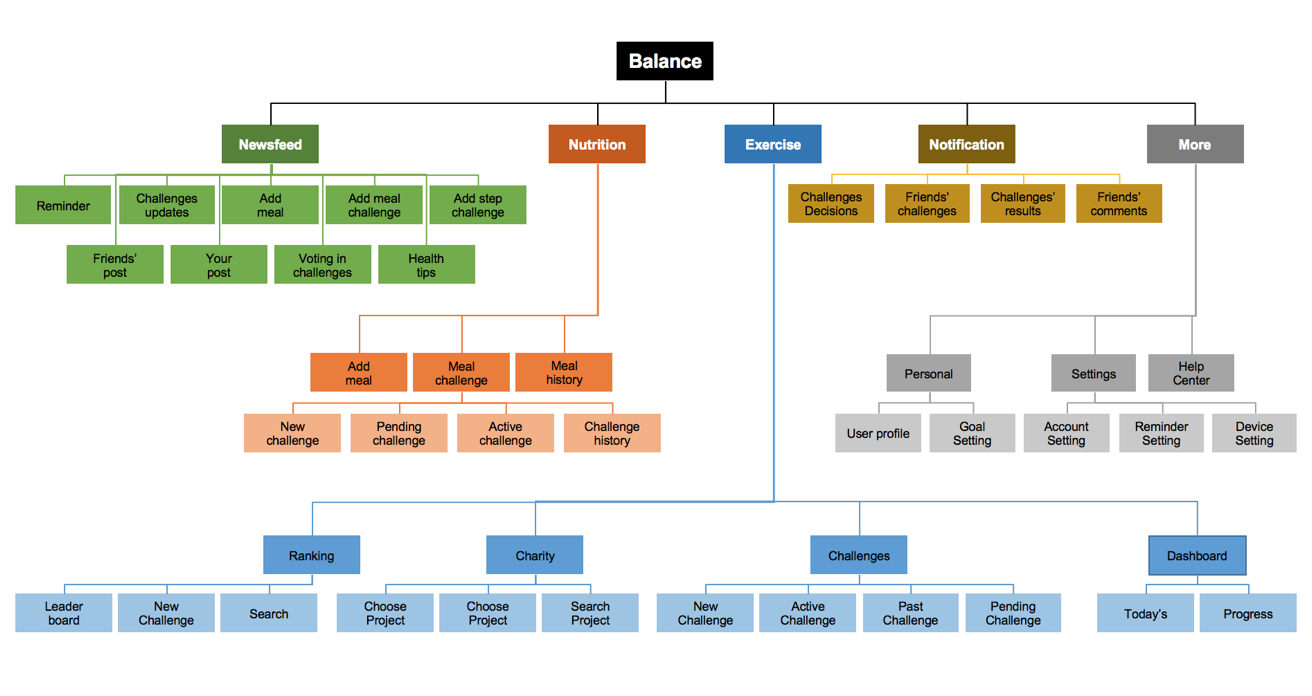 Balance
Newsfeed
Nutrition
Exercise
Notification
More
Reminder
Challenges
updates
Add
meal
Add meal
challenge
Add step
challenge
Challenges
Decisions
Friends'
challenges
Challenges'
results
Friends'
comments
Friends'
post
Your
post
Voting in
challenges
Health
tips
Add
meal
Meal
challenge
Meal
history
Personal
Settings
Help
Center
New
challenge
Pending
challenge
Active
challenge
Challenge
history
User profile
Goal
Setting
Account
Setting
Reminder
Setting
Device
Setting
Ranking
Charity
Challenges
Dashboard
Leader
board
New
Challenge
Search
Choose
Project
Choose
Project
Search
Project
New
Challenge
Active
Challenge
Past
Challenge
Pending
Challenge
Today's
Progress